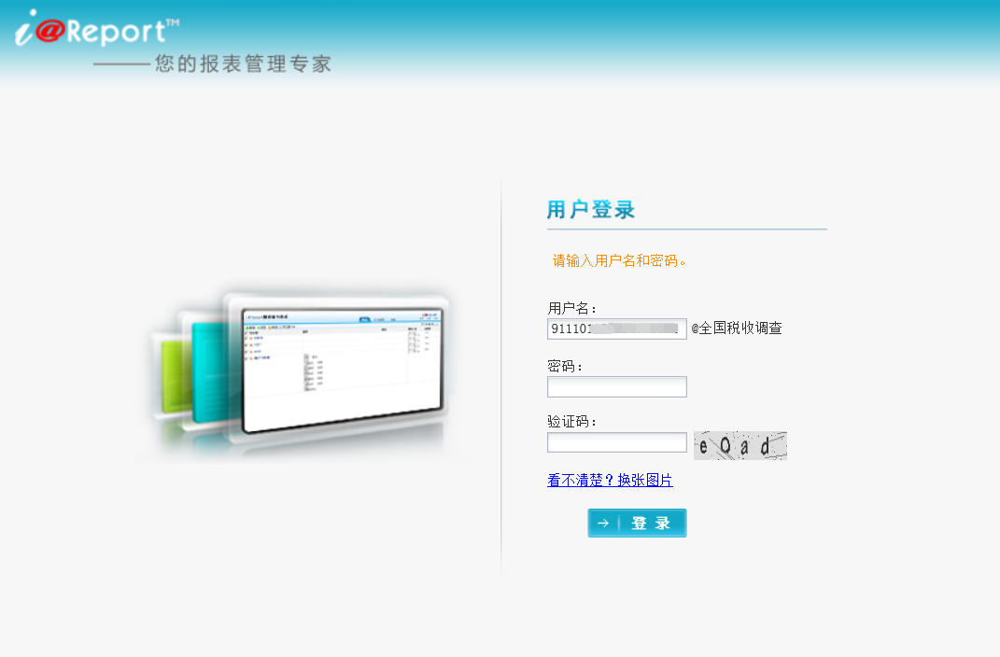 i@Report™
———您的报表管理专家
用户登录
请输入用户名和密码。
用户名：
911101 1 @全国税收调查
密码：
验证码：
看不清楚？换张图片
登 录